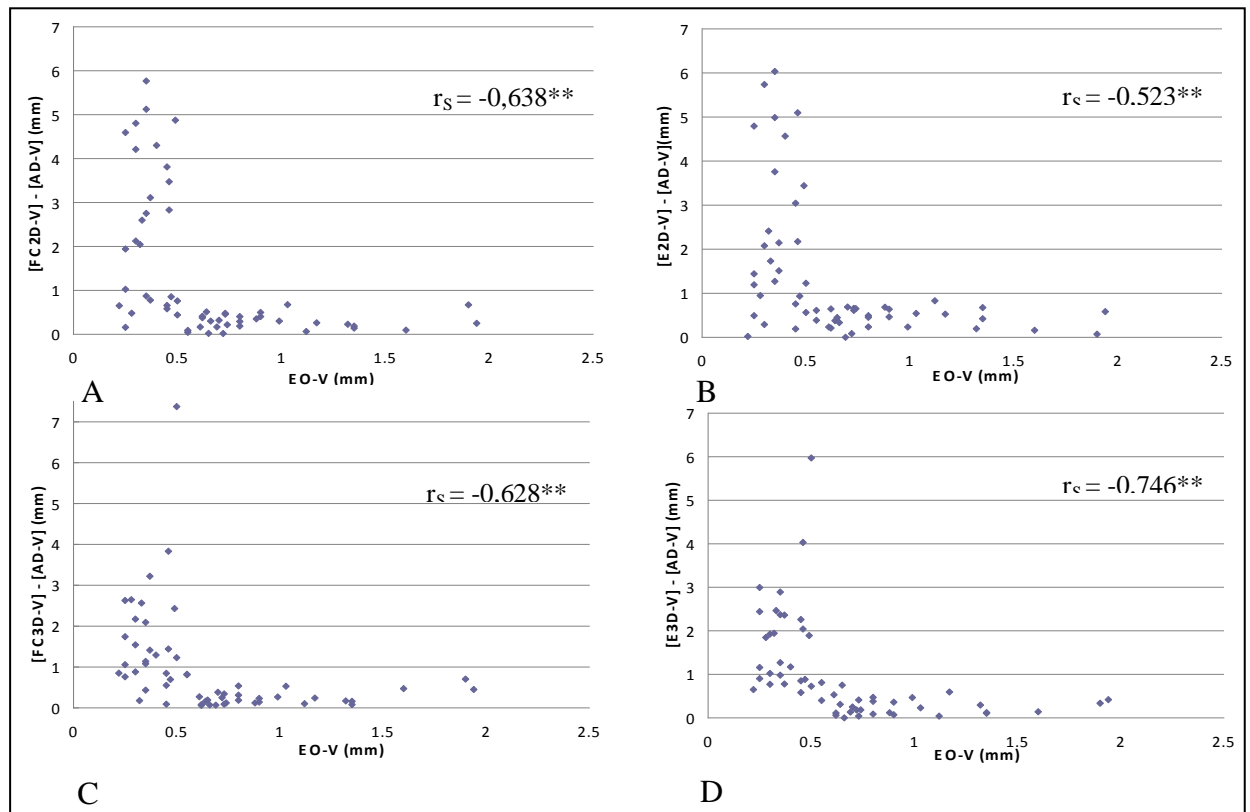 7
6
5
4
3
2
1
0
[FC2D-V] - [AD-V] (mm)
rS = -0,638**
0 0.5 1 1.5 2 2.5
EO-V (mm)
A
7
6
5
4
3
2
1
0
[E2D-V] - [AD-V](mm)
rS = -0.523**
0 0.5 1 1.5 2 2.5
EO-V (mm)
B
7
6
5
4
3
2
1
0
[FC3D-V] - [AD-V] (mm)
rS = -0.628**
0 0.5 1 1.5 2 2.5
EO-V (mm)
C
7
6
5
4
3
2
1
0
[E3D-V] - [AD-V] (mm)
rS = -0.746**
0 0.5 1 1.5 2 2.5
EO-V (mm)
D